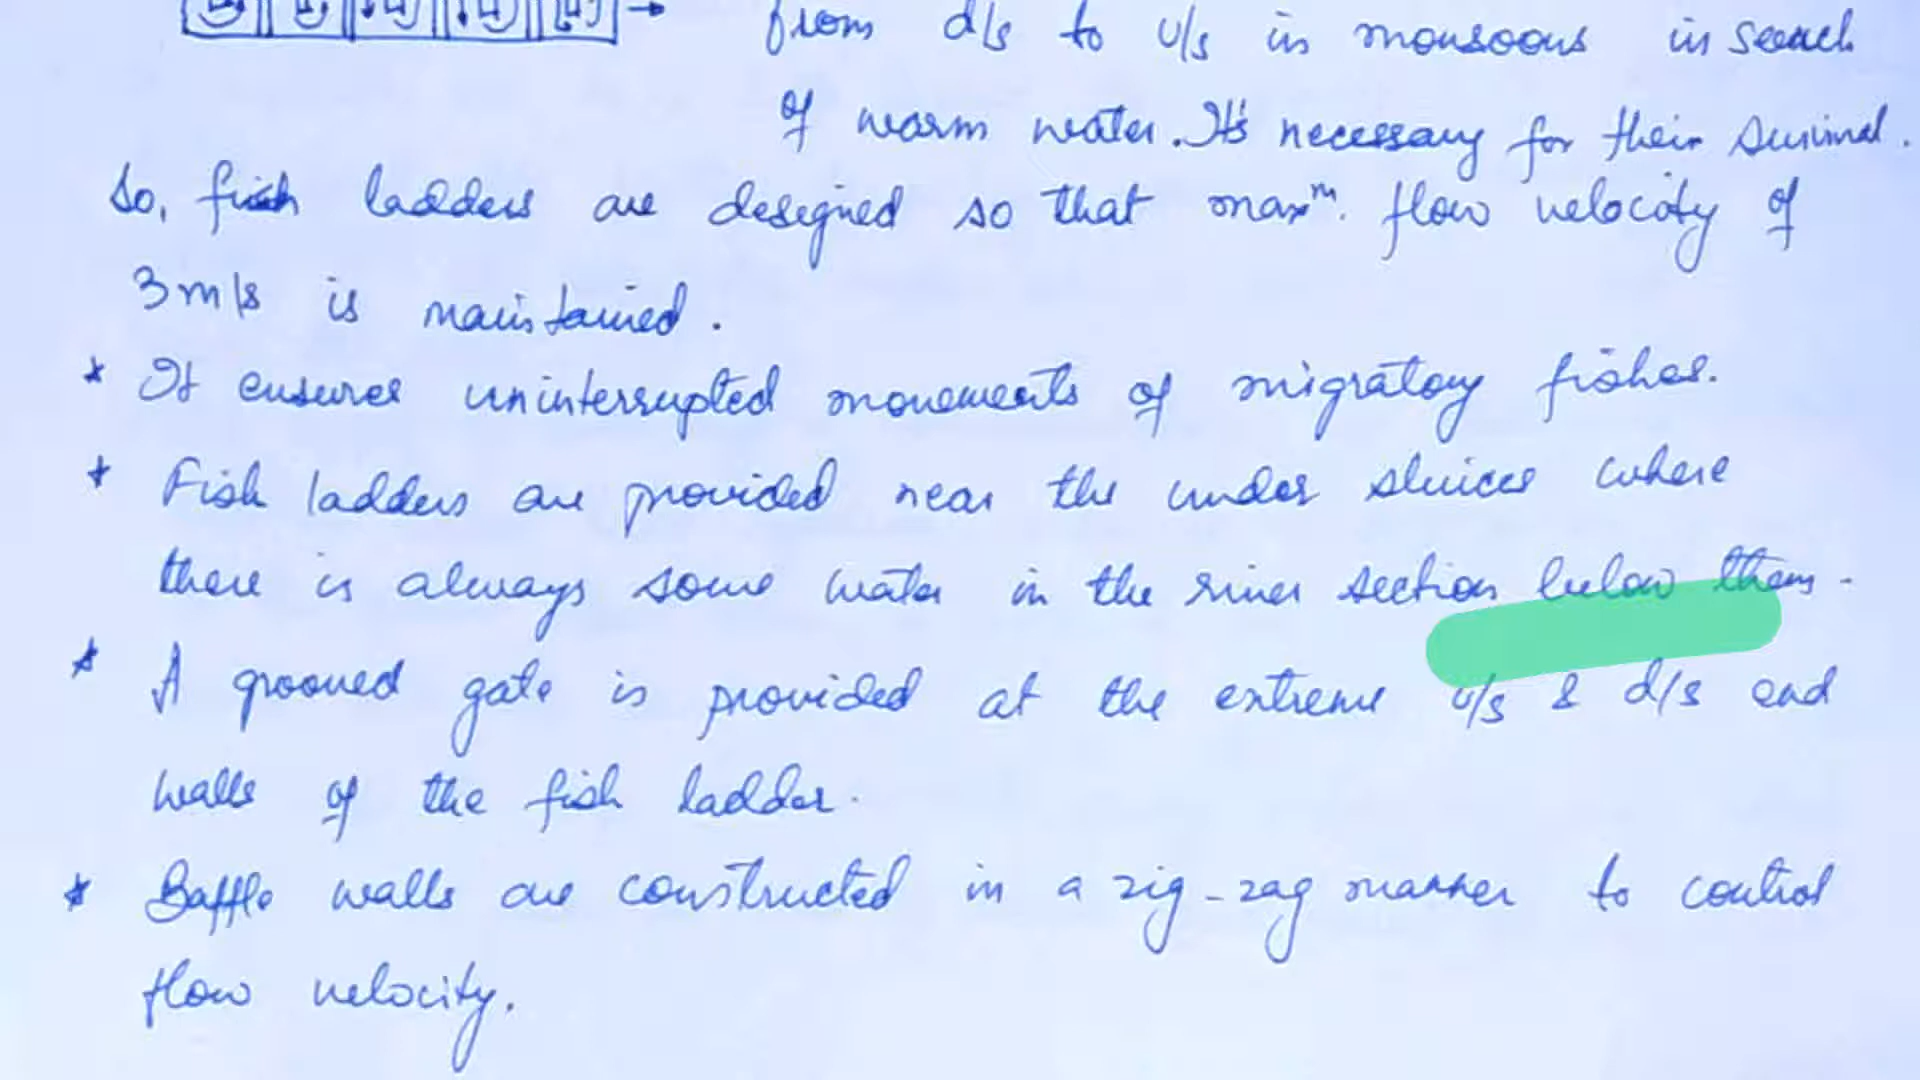 from d/s to u/s in monsoons in search
of warm water. It's necessary for their survival.
So, fish ladders are designed so that maxm. flow velocity of
3m/s is maintained.
* It ensures uninterrupted movements of migratory fishes.
* Fish ladders are provided near the under sluices where
there is always some water in the river section below them.
* A grooved gate is provided at the extreme u/s & d/s end
walls of the fish ladder.
* Baffle walls are constructed in a zig-zag manner to control
flow velocity.